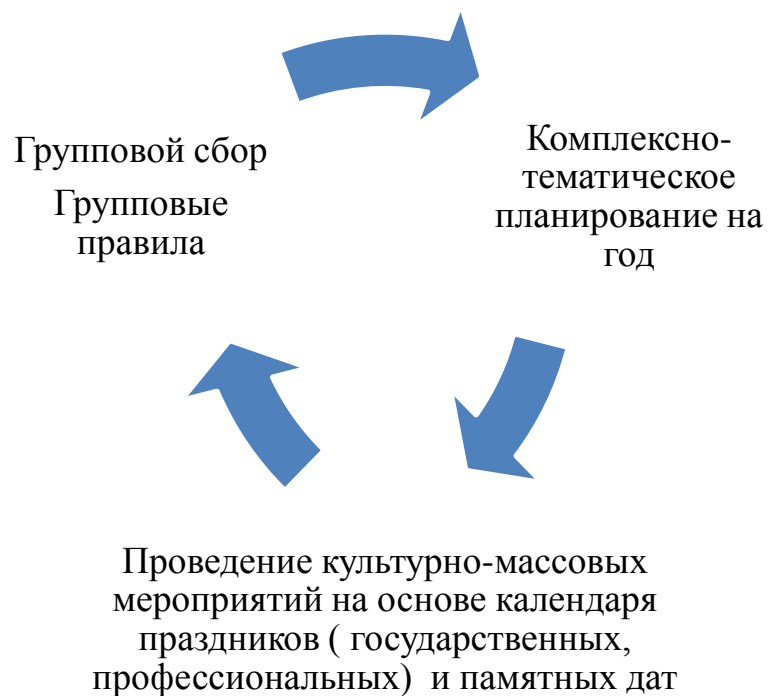 Групповой сбор
Групповые
правила
Комплексно-
тематическое
планирование на
год
Проведение культурно-массовых
мероприятий на основе календаря
праздников ( государственных,
профессиональных)  и памятных дат